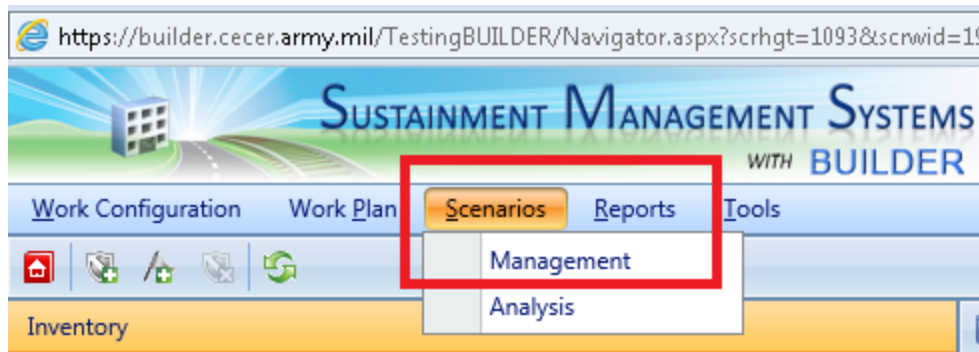 https://builder.cecer.army.mil/TestingBUILDER/Navigator.aspx?scrhgt=1093&scrwid=19
SUSTAINMENT MANAGEMENT SYSTEMS
WITH BUILDER
Work Configuration Work Plan Scenarios Reports Tools
Management
Analysis
Inventory